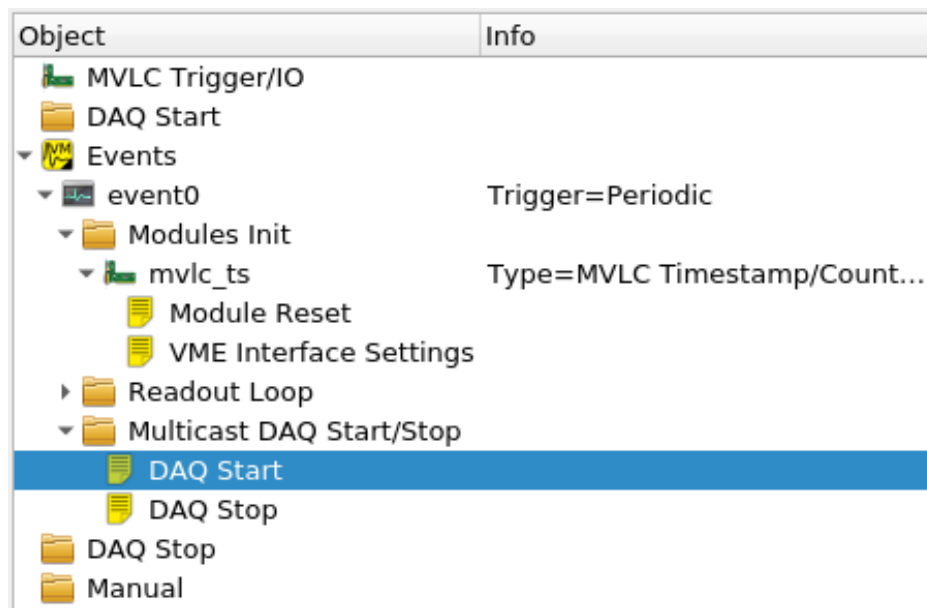 Object Info
MVLC Trigger/IO
DAQ Start
Events
event0 Trigger=Periodic
Modules Init
mvlc_ts Type=MVLC Timestamp/Count...
Module Reset
VME Interface Settings
Readout Loop
Multicast DAQ Start/Stop
DAQ Start
DAQ Stop
DAQ Stop
Manual